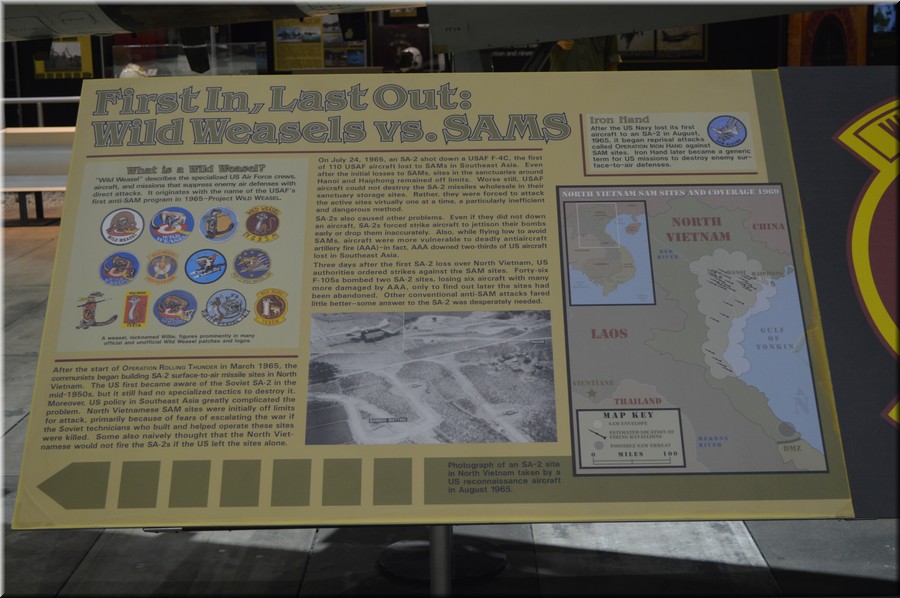 First In, Last Out:
Wild Weasels vs. SAMS
What is a Wild Weasel?
"Wild Weasel" describes the specialized US Air Force crews,
aircraft, and missions that suppress enemy air defenses with
direct attacks. It originates with the name of the USAF's
first anti-SAM program in 1965-Project WILD WEASEL.
A weasel, nicknamed Willie, figures prominently in many
official and unofficial Wild Weasel patches and logos.
After the start of OPERATION ROLLING THUNDER in March 1965, the
communists began building SA-2 surface-to-air missile sites in North
Vietnam. The US first became aware of the Soviet SA-2 in the
mid-1950s, but it still had no specialized tactics to destroy it.
Moreover, US policy in Southeast Asia greatly complicated the
problem. North Vietnamese SAM sites were initially off limits
for attack, primarily because of fears of escalating the war if
the Soviet technicians who built and helped operate these sites
were killed. Some also naively thought that the North Viet-
namese would not fire the SA-2s if the US left the sites alone.
On July 24, 1965, an SA-2 shot down a USAF F-4C, the first
of 110 USAF aircraft lost to SAMs in Southeast Asia. Even
after the initial losses to SAMs, sites in the sanctuaries around
Hanoi and Haiphong remained off limits. Worse still, USAF
aircraft could not destroy the SA-2 missiles wholesale in their
sanctuary storage sites. Rather, they were forced to attack
the active sites virtually one at a time, a particularly inefficient
and dangerous method.
SA-2s also caused other problems. Even if they did not down
an aircraft, SA-2s forced strike aircraft to jettison their bombs
early or drop them inaccurately. Also, while flying low to avoid
SAMs, aircraft were more vulnerable to deadly antiaircraft
artillery fire (AAA)-in fact, AAA downed two-thirds of US aircraft
lost in Southeast Asia.
Three days after the first SA-2 loss over North Vietnam, US
authorities ordered strikes against the SAM sites. Forty-six
F-105s bombed two SA-2 sites, losing six aircraft with many
more damaged by AAA, only to find out later the sites had
been abandoned. Other conventional anti-SAM attacks fared
little better-some answer to the SA-2 was desperately needed.
Photograph of an SA-2 site
in North Vietnam taken by a
US reconnaissance aircraft
in August 1965.
Iron Hand
After the US Navy lost its first
aircraft to an SA-2 in August,
1965, it began reprisal attacks
called OPERATION IRON HAND against
SAM sites. Iron Hand later became a generic
term for US missions to destroy enemy sur-
face-to-air defenses.
NORTH VIETNAM SAM SITES AND COVERAGE 1969
NORTH
VIETNAM
CHINA
RED
RIVER
HANOI
HAIPHONG
LAOS
GULF
OF
TONKIN
VIENTIANE
THAILAND
MEKONG
RIVER
DMZ
MAP KEY
SAM ENVELOPE
ESTIMATED LOCATION OF
FIRING BATTALIONS
POSSIBLE SAM THREAT
0 MILES 100